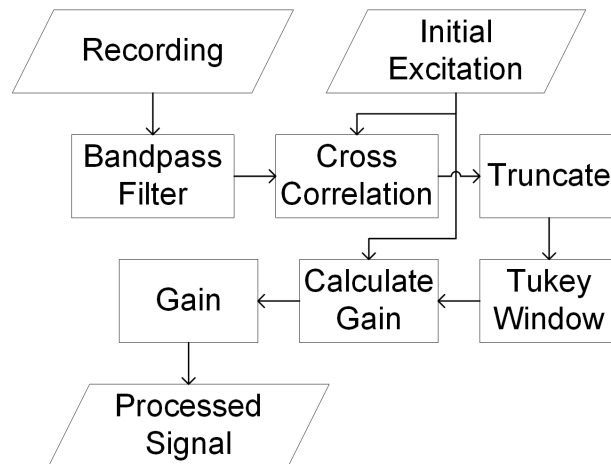 Recording
Initial
Excitation
Bandpass
Filter
Cross
Correlation
Truncate
Gain
Calculate
Gain
Tukey
Window
Processed
Signal